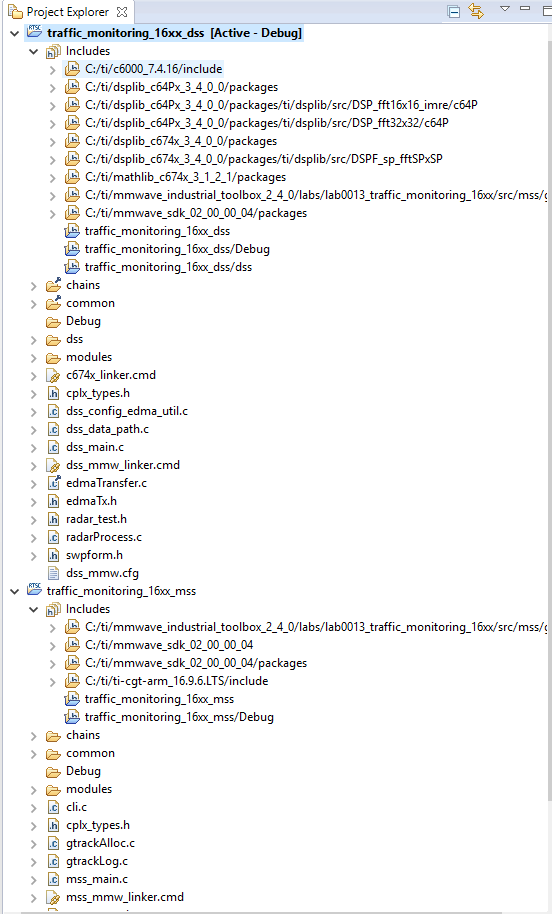 Project Explorer
traffic_monitoring_16xx_dss [Active - Debug]
Includes
C:/ti/c6000_7.4.16/include
C:/ti/dsplib_c64Px_3_4_0_0/packages
C:/ti/dsplib_c64Px_3_4_0_0/packages/ti/dsplib/src/DSP_fft16x16_imre/c64P
C:/ti/dsplib_c64Px_3_4_0_0/packages/ti/dsplib/src/DSP_fft32x32/c64P
C:/ti/dsplib_c674x_3_4_0_0/packages
C:/ti/dsplib_c674x_3_4_0_0/packages/ti/dsplib/src/DSPF_sp_fftSPxSP
C:/ti/mathlib_c674x_3_1_2_1/packages
C:/ti/mmwave_industrial_toolbox_2_4_0/labs/lab0013_traffic_monitoring_16xx/src/mss/g
C:/ti/mmwave_sdk_02_00_00_04/packages
traffic_monitoring_16xx_dss
traffic_monitoring_16xx_dss/Debug
traffic_monitoring_16xx_dss/dss
chains
common
Debug
dss
modules
c674x_linker.cmd
cplx_types.h
dss_config_edma_util.c
dss_data_path.c
dss_main.c
dss_mmw_linker.cmd
edmaTransfer.c
edmaTx.h
radar_test.h
radarProcess.c
swpform.h
dss_mmw.cfg
traffic_monitoring_16xx_mss
Includes
C:/ti/mmwave_industrial_toolbox_2_4_0/labs/lab0013_traffic_monitoring_16xx/src/mss/g
C:/ti/mmwave_sdk_02_00_00_04
C:/ti/mmwave_sdk_02_00_00_04/packages
C:/ti/ti-cgt-arm_16.9.6.LTS/include
traffic_monitoring_16xx_mss
traffic_monitoring_16xx_mss/Debug
chains
common
Debug
modules
cli.c
cplx_types.h
gtrackAlloc.c
gtrackLog.c
mss_main.c
mss_mmw_linker.cmd